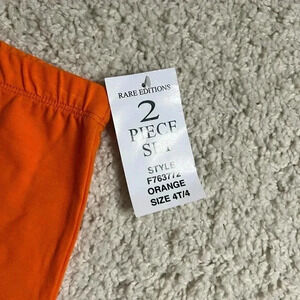 RARE EDITIONS
2
PIECE
SET
STYLE
F763772
ORANGE
SIZE 4T/4